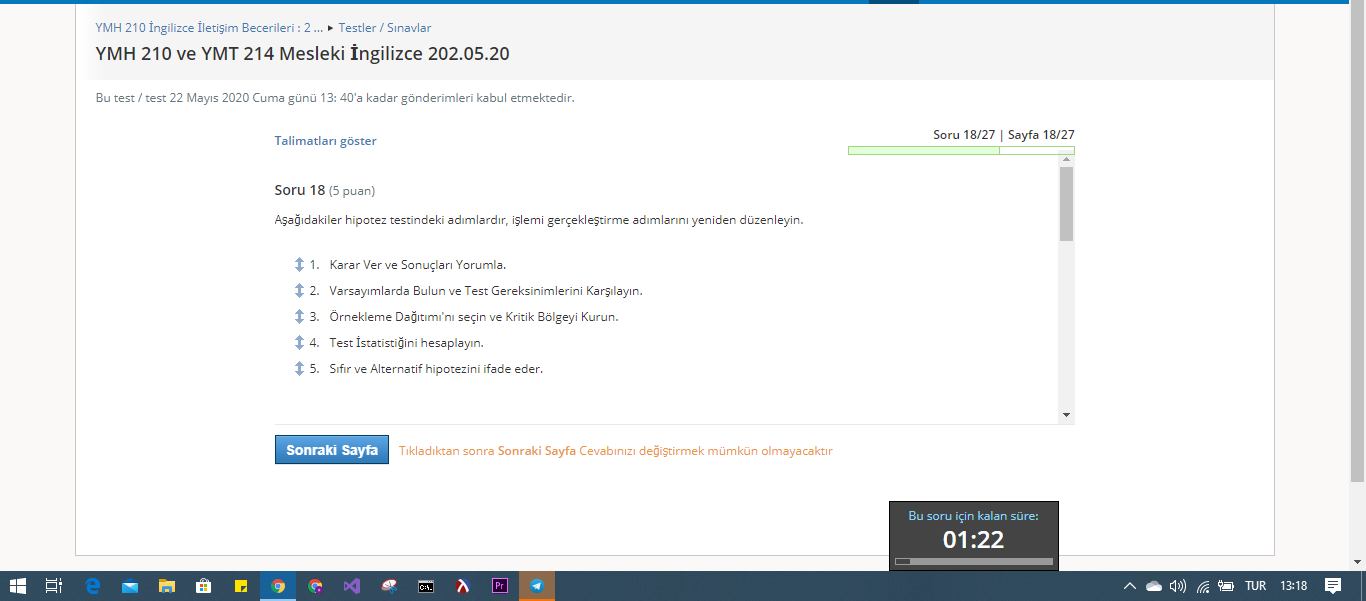 YMH 210 İngilizce İletişim Becerileri : 2 ... ▸ Testler / Sınavlar
YMH 210 ve YMT 214 Mesleki İngilizce 202.05.20
Bu test / test 22 Mayıs 2020 Cuma günü 13: 40'a kadar gönderimleri kabul etmektedir.
Talimatları göster
Soru 18/27 | Sayfa 18/27
Soru 18 (5 puan)
Aşağıdakiler hipotez testindeki adımlardır, işlemi gerçekleştirme adımlarını yeniden düzenleyin.
1. Karar Ver ve Sonuçları Yorumla.
2. Varsayımlarda Bulun ve Test Gereksinimlerini Karşılayın.
3. Örnekleme Dağıtımı'nı seçin ve Kritik Bölgeyi Kurun.
4. Test İstatistiğini hesaplayın.
5. Sıfır ve Alternatif hipotezini ifade eder.
Sonraki Sayfa Tıkladıktan sonra Sonraki Sayfa Cevabınızı değiştirmek mümkün olmayacaktır
Bu soru için kalan süre:
01:22
Pr
TUR 13:18